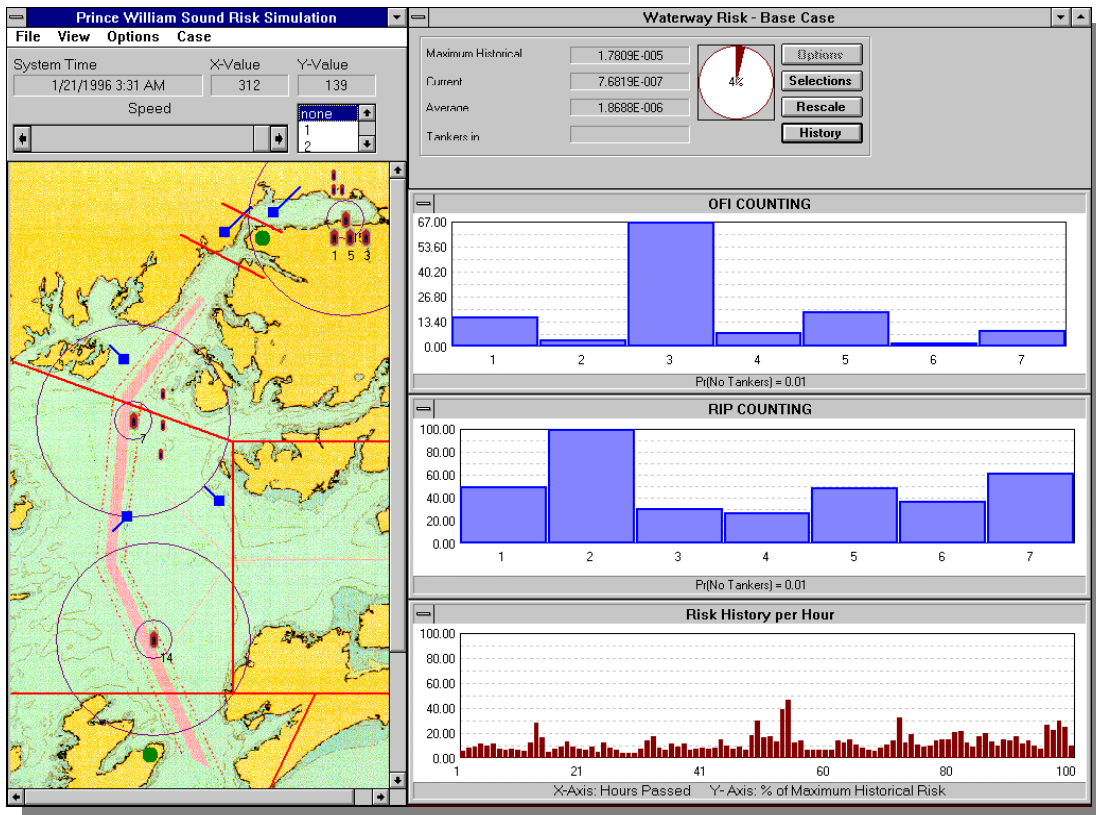 Prince William Sound Risk Simulation
File View Options Case
System Time X-Value Y-Value
1/21/1996 3:31 AM 312 139
Speed
none
1
2
1 5 3
7
14
Waterway Risk - Base Case
Maximum Historical 1.7809E-005
Current 7.6819E-007
Average 1.8688E-006
Tankers in
4%
Options
Selections
Rescale
History
OFI COUNTING
67.00
53.60
40.20
26.80
13.40
0.00
1 2 3 4 5 6 7
Pr(No Tankers) = 0.01
RIP COUNTING
100.00
80.00
60.00
40.00
20.00
0.00
1 2 3 4 5 6 7
Pr(No Tankers) = 0.01
Risk History per Hour
100.00
80.00
60.00
40.00
20.00
0.00
1 21 41 60 80 100
X-Axis: Hours Passed Y- Axis: % of Maximum Historical Risk